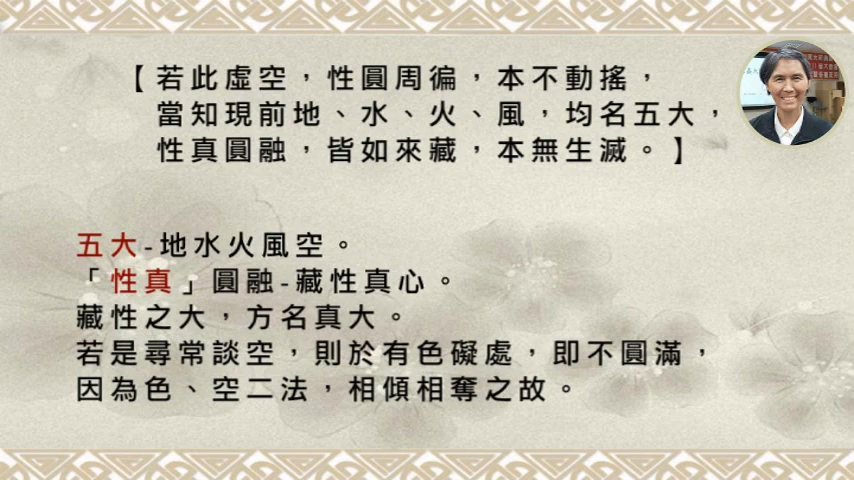 【若此虛空，性圓周徧，本不動搖，
當知現前地、水、火、風，均名五大，
性真圓融，皆如來藏，本無生滅。】
五大-地水火風空。
「性真」圓融-藏性真心。
藏性之大，方名真大。
若是尋常談空，則於有色礙處，即不圓滿，
因為色、空二法，相傾相奪之故。